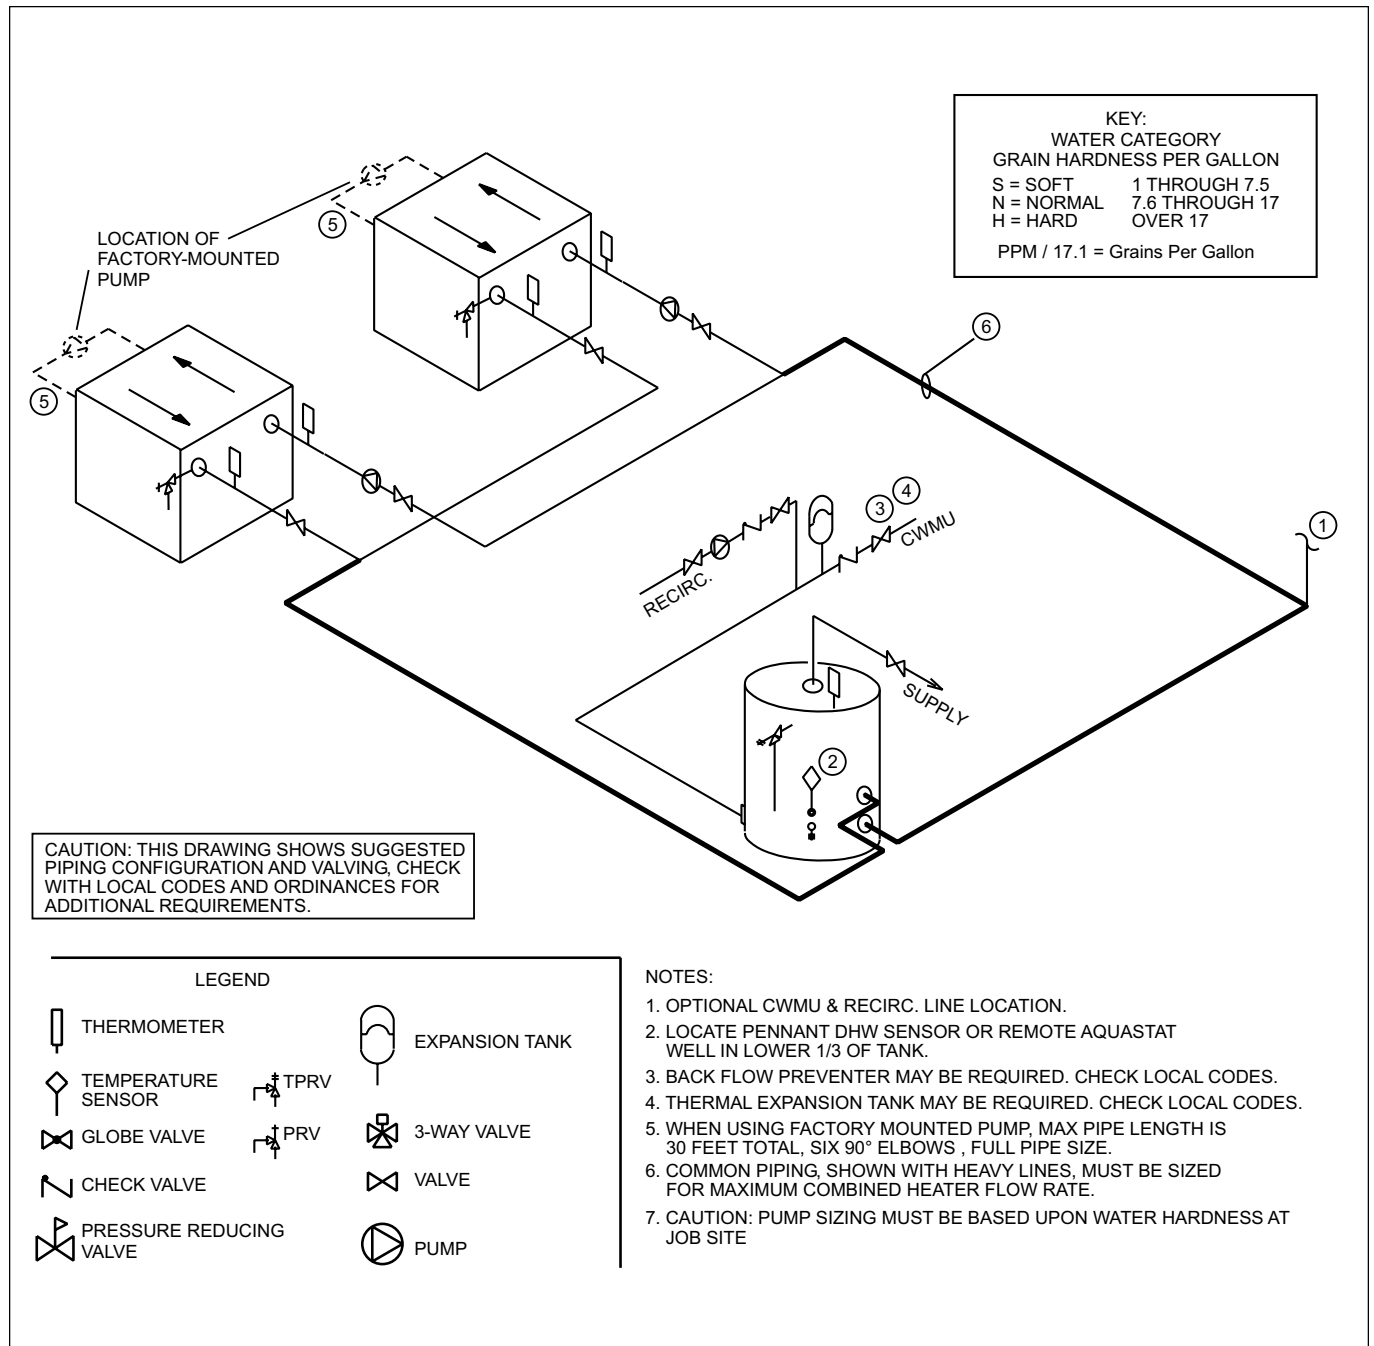 KEY:
WATER CATEGORY
GRAIN HARDNESS PER GALLON
S = SOFT 1 THROUGH 7.5
N = NORMAL 7.6 THROUGH 17
H = HARD OVER 17
PPM / 17.1 = Grains Per Gallon
LOCATION OF
FACTORY-MOUNTED
PUMP
5
5
6
3
4
CWMU
1
RECIRC.
SUPPLY
2
CAUTION: THIS DRAWING SHOWS SUGGESTED
PIPING CONFIGURATION AND VALVING, CHECK
WITH LOCAL CODES AND ORDINANCES FOR
ADDITIONAL REQUIREMENTS.
LEGEND
THERMOMETER
EXPANSION TANK
TEMPERATURE
SENSOR
TPRV
GLOBE VALVE
PRV
3-WAY VALVE
CHECK VALVE
VALVE
PRESSURE REDUCING
VALVE
PUMP
NOTES:
1. OPTIONAL CWMU & RECIRC. LINE LOCATION.
2. LOCATE PENNANT DHW SENSOR OR REMOTE AQUASTAT
WELL IN LOWER 1/3 OF TANK.
3. BACK FLOW PREVENTER MAY BE REQUIRED. CHECK LOCAL CODES.
4. THERMAL EXPANSION TANK MAY BE REQUIRED. CHECK LOCAL CODES.
5. WHEN USING FACTORY MOUNTED PUMP, MAX PIPE LENGTH IS
30 FEET TOTAL, SIX 90° ELBOWS , FULL PIPE SIZE.
6. COMMON PIPING, SHOWN WITH HEAVY LINES, MUST BE SIZED
FOR MAXIMUM COMBINED HEATER FLOW RATE.
7. CAUTION: PUMP SIZING MUST BE BASED UPON WATER HARDNESS AT
JOB SITE